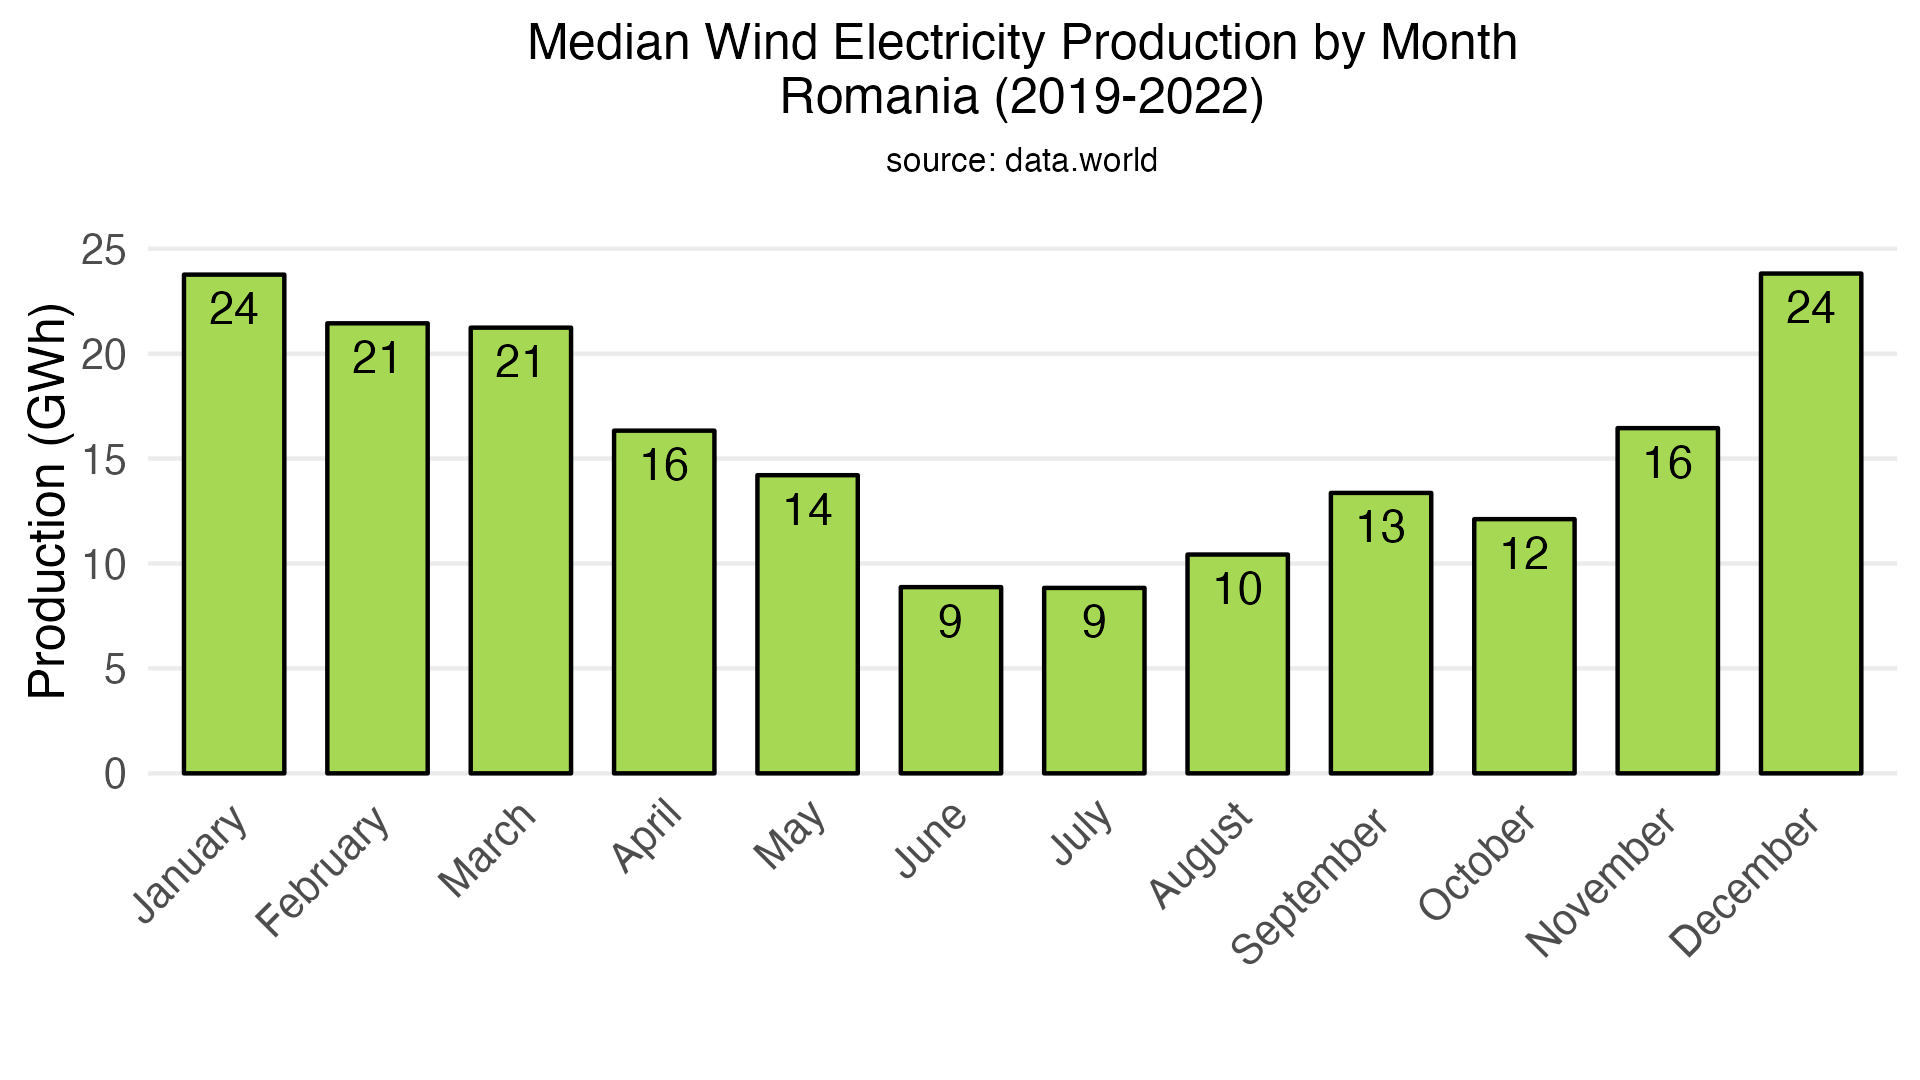 Median Wind Electricity Production by Month
Romania (2019-2022)
source: data.world
Production (GWh)
25
20
15
10
5
0
24
21
21
16
14
9
9
10
13
12
16
24
January
February
March
April
May
June
July
August
September
October
November
December